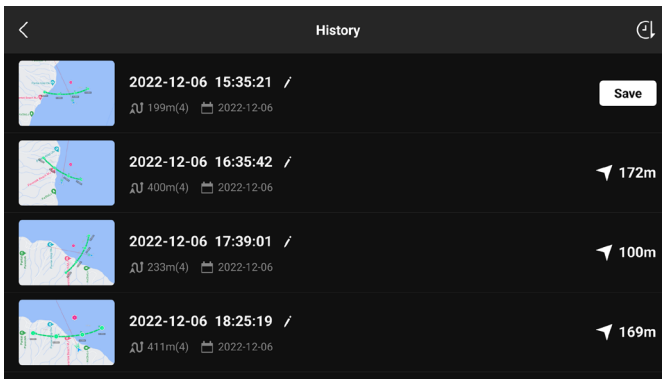 History
2022-12-06 15:35:21
199m(4) 2022-12-06
Save
2022-12-06 16:35:42
400m(4) 2022-12-06
172m
2022-12-06 17:39:01
233m(4) 2022-12-06
100m
2022-12-06 18:25:19
411m(4) 2022-12-06
169m